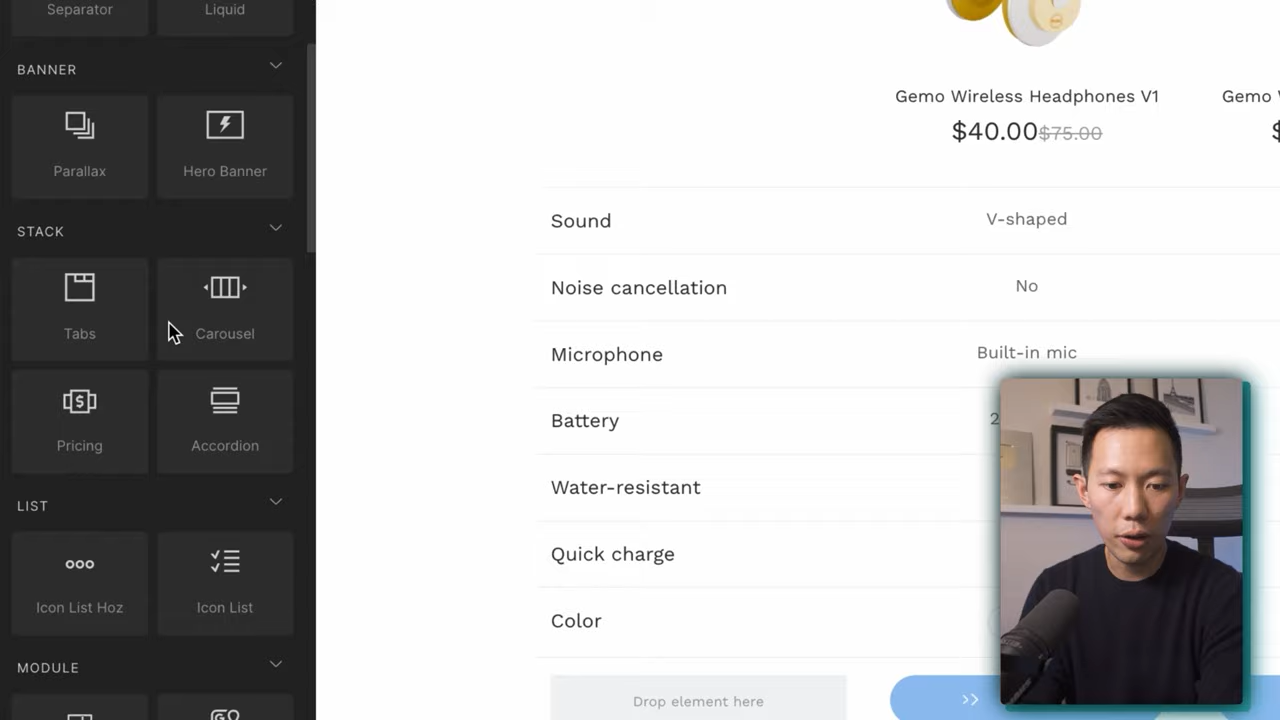 Separator
Liquid
BANNER
Parallax
Hero Banner
STACK
Tabs
Carousel
Pricing
Accordion
LIST
Icon List Hoz
Icon List
MODULE
Gemo Wireless Headphones V1
Gemo
$40.00$75.00
$
Sound
V-shaped
Noise cancellation
No
Microphone
Built-in mic
Battery
2
Water-resistant
Quick charge
Color
Drop element here